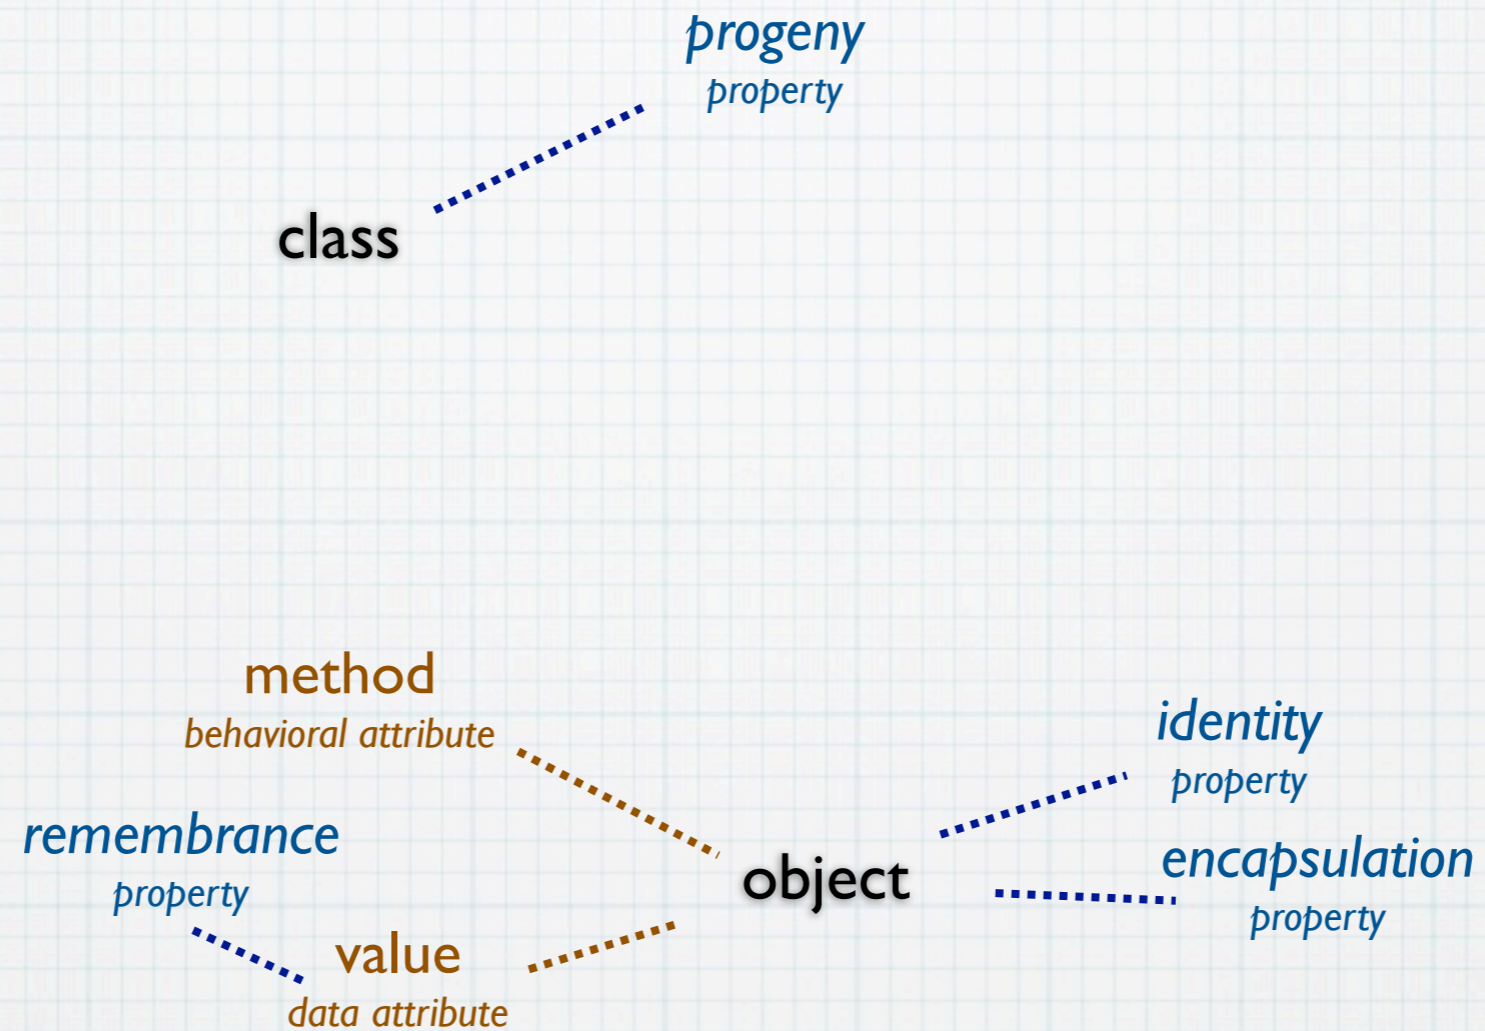 progeny
property
class
method
behavioral attribute
identity
property
remembrance
property
encapsulation
property
object
value
data attribute